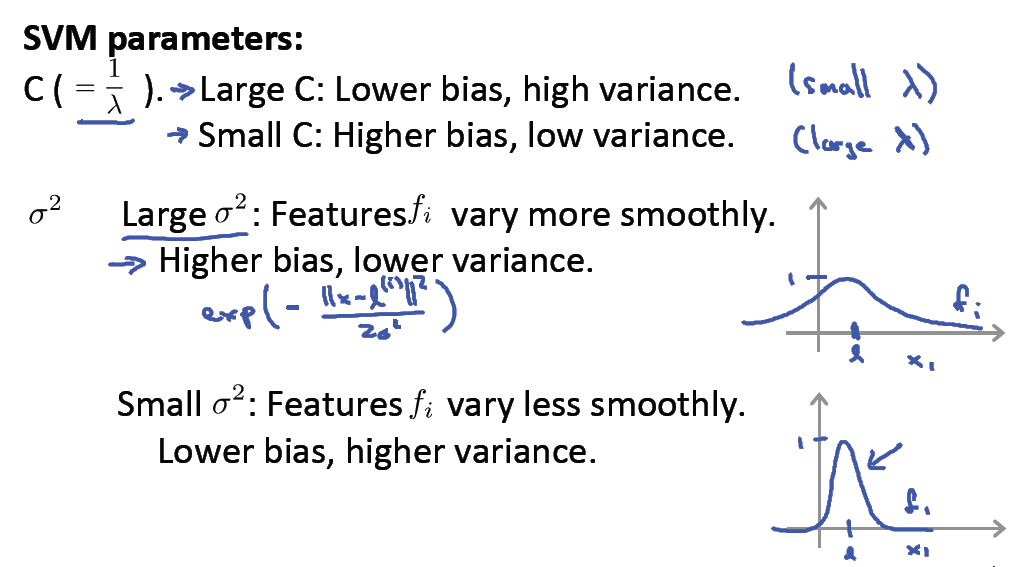 SVM parameters:
C ( = 1/λ ). → Large C: Lower bias, high variance. (small λ)
→ Small C: Higher bias, low variance. (large λ)
σ² Large σ²: Features fᵢ vary more smoothly.
→ Higher bias, lower variance.
exp(- ||x-l⁽ⁱ⁾||² / 2σ²)
1
fᵢ
l x₁
Small σ²: Features fᵢ vary less smoothly.
Lower bias, higher variance.
1
fᵢ
l x₁